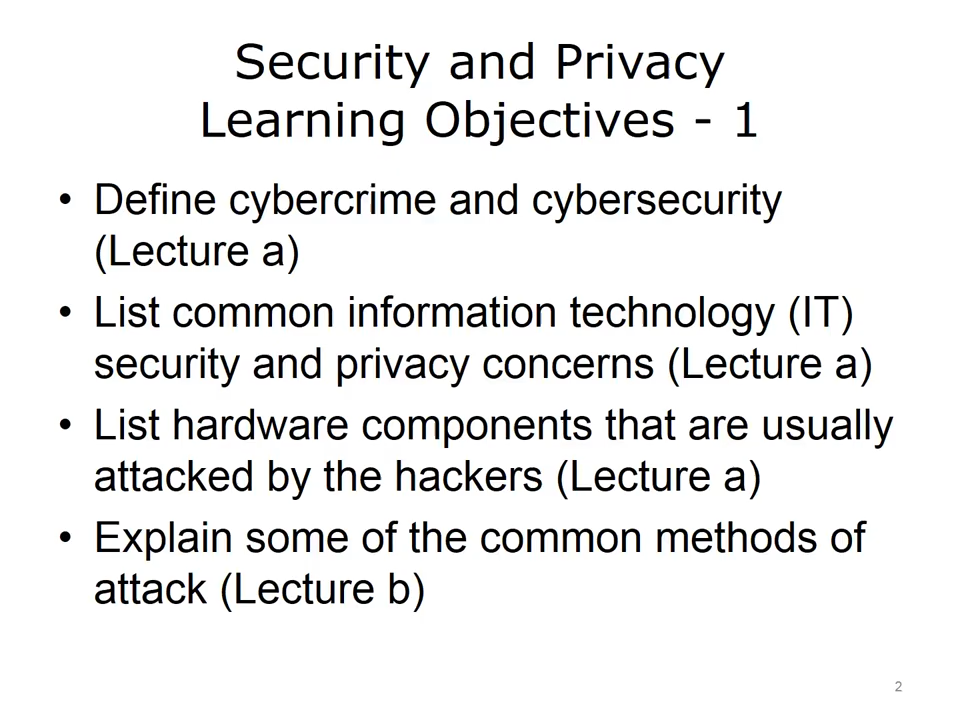 Security and Privacy
Learning Objectives - 1
• Define cybercrime and cybersecurity
(Lecture a)
• List common information technology (IT)
security and privacy concerns (Lecture a)
• List hardware components that are usually
attacked by the hackers (Lecture a)
• Explain some of the common methods of
attack (Lecture b)
2